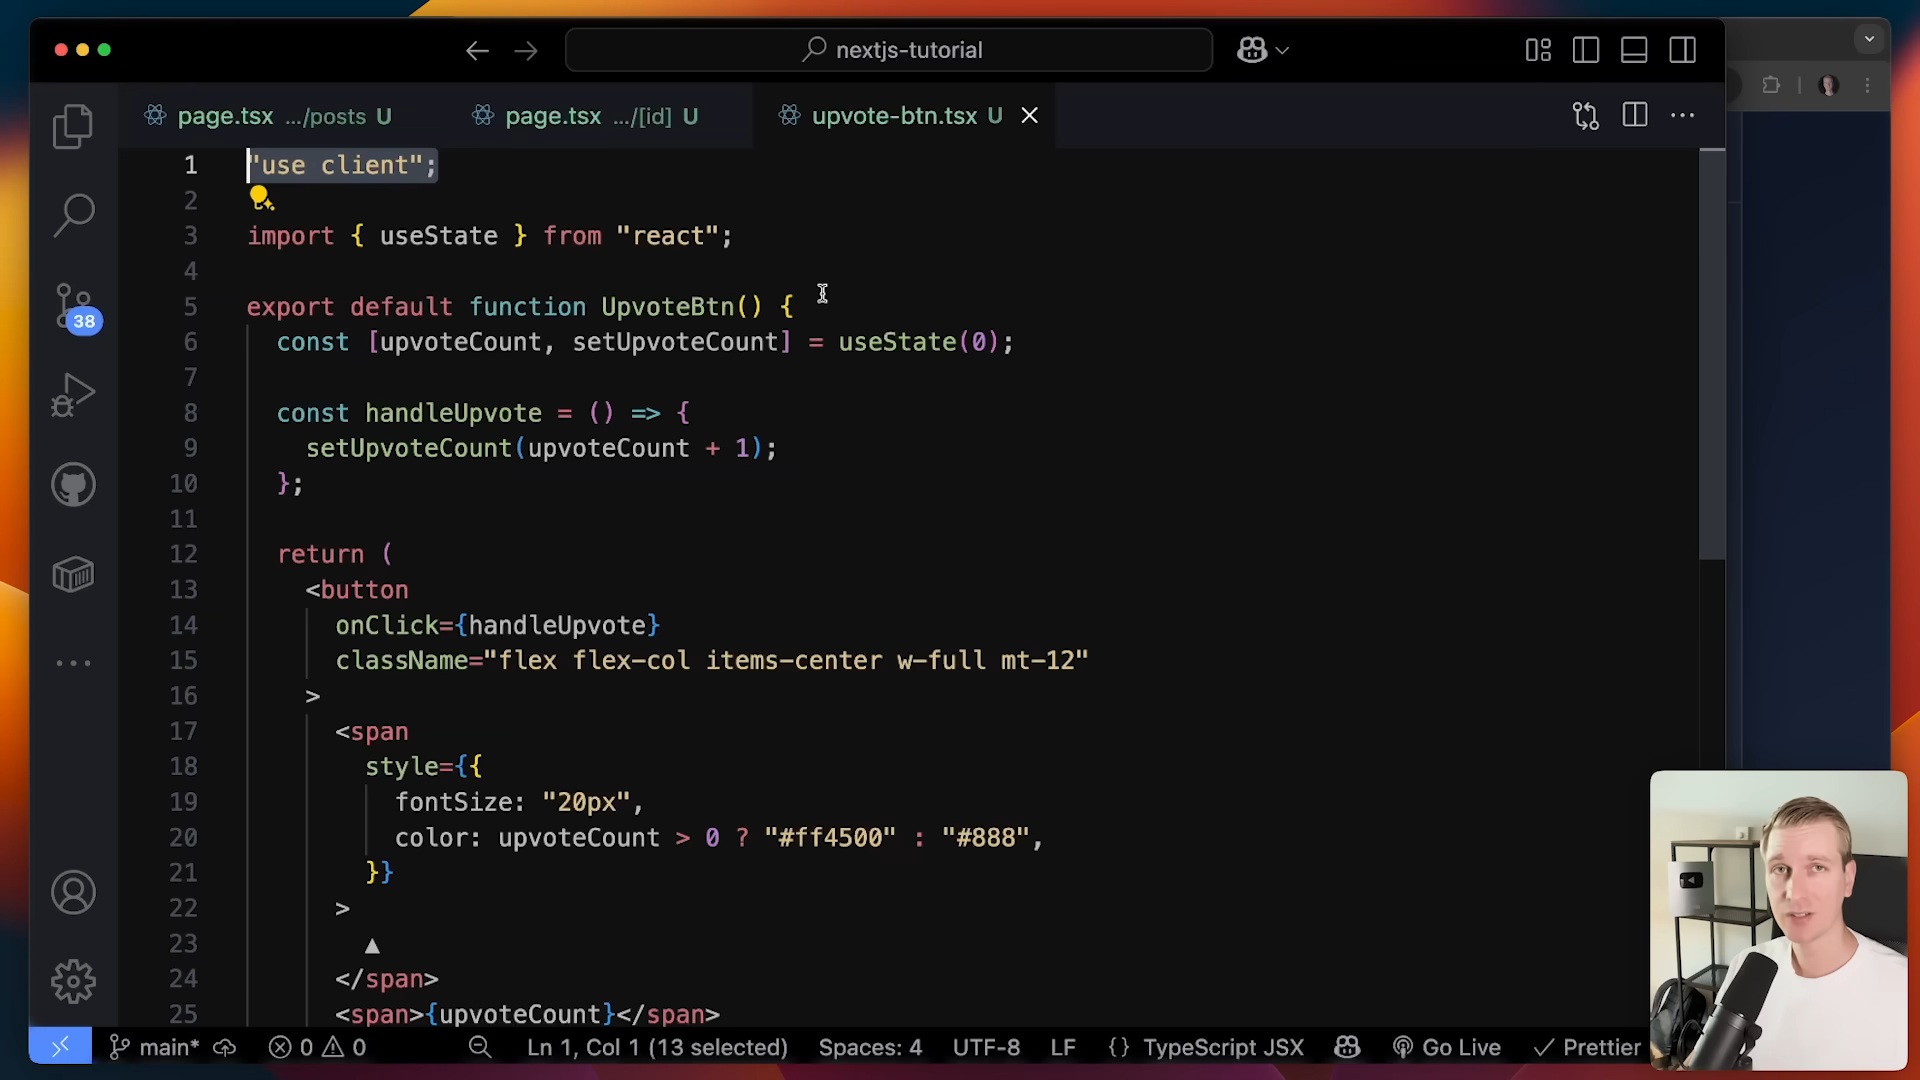 nextjs-tutorial
page.tsx .../posts U
page.tsx .../[id] U
upvote-btn.tsx U
1 "use client";
2
3 import { useState } from "react";
4
5 export default function UpvoteBtn() {
6 const [upvoteCount, setUpvoteCount] = useState(0);
7
8 const handleUpvote = () => {
9 setUpvoteCount(upvoteCount + 1);
10 };
11
12 return (
13 <button
14 onClick={handleUpvote}
15 className="flex flex-col items-center w-full mt-12"
16 >
17 <span
18 style={{
19 fontSize: "20px",
20 color: upvoteCount > 0 ? "#ff4500" : "#888",
21 }}
22 >
23 ▲
24 </span>
25 <span>{upvoteCount}</span>
38
main* 0 0 Ln 1, Col 1 (13 selected) Spaces: 4 UTF-8 LF {} TypeScript JSX Go Live Prettier